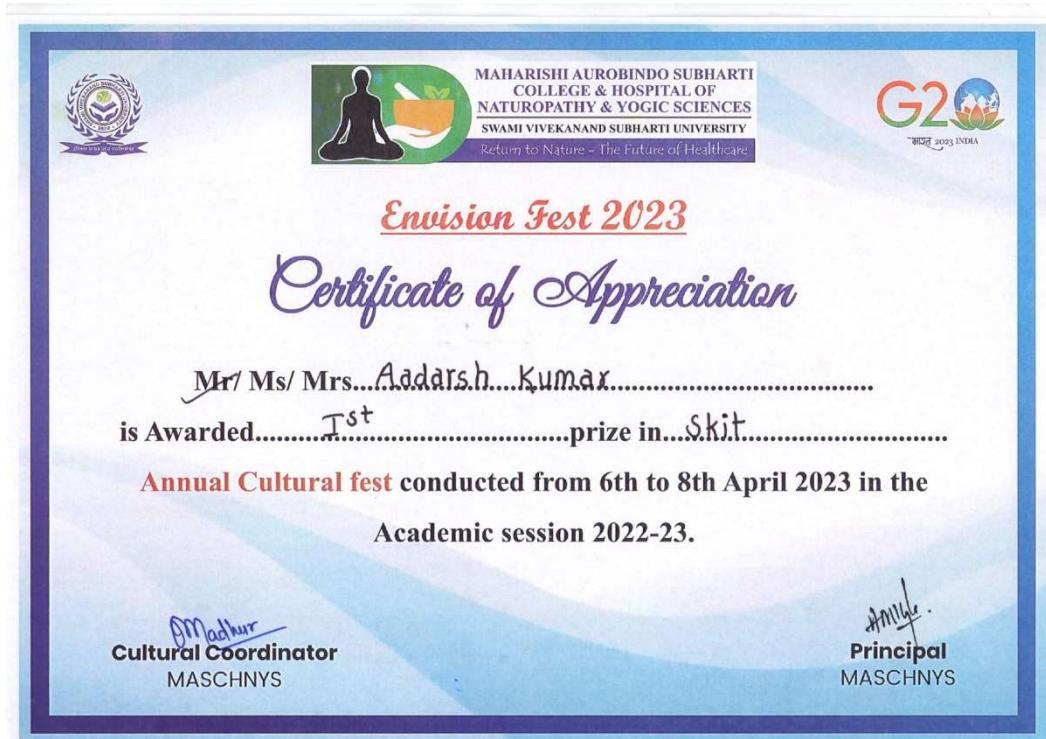 MAHARISHI AUROBINDO SUBHARTI
COLLEGE & HOSPITAL OF
NATUROPATHY & YOGIC SCIENCES
SWAMI VIVEKANAND SUBHARTI UNIVERSITY
Return to Nature - The Future of Healthcare
G20
भारत 2023 INDIA
Envision Fest 2023
Certificate of Appreciation
Mr/ Ms/ Mrs...Aadarsh Kumar
is Awarded.........Ist.........prize in...Skit.........
Annual Cultural fest conducted from 6th to 8th April 2023 in the
Academic session 2022-23.
Madhur
Cultural Coordinator
MASCHNYS
Principal
MASCHNYS